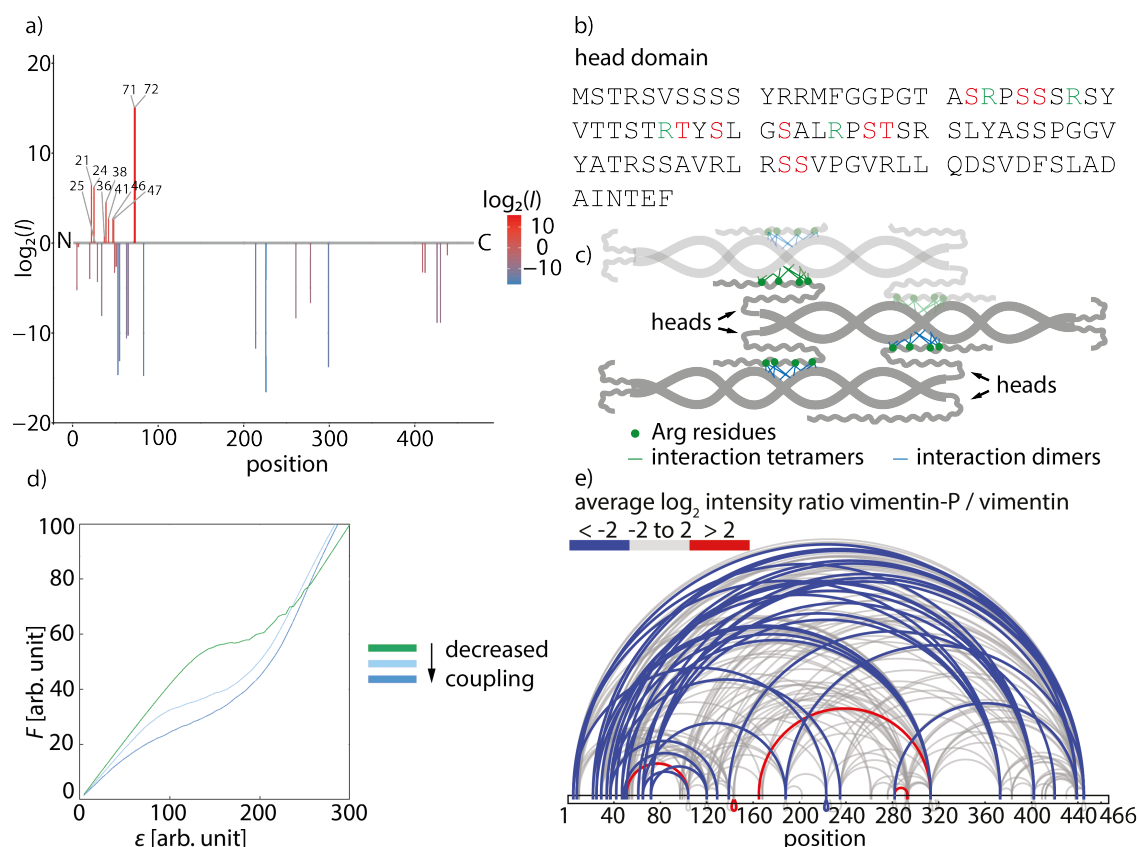 a)
20
10
0
−10
−20
log₂(I)
71 72
21
24
25
36
38
41
46
47
N
C
0 100 200 300 400
position
log₂(I)
10
0
−10
b)
head domain
MSTRSVSSSS YRRMFGGPGT ASRPSSSRSY
VTTSTRTYSL GSALRPSTSR SLYASSPGGV
YATRSSAVRL RSSVPGVRLL QDSVDFSLAD
AINTEF
c)
heads
heads
Arg residues
interaction tetramers
interaction dimers
d)
100
80
60
40
20
0
F [arb. unit]
0 100 200 300
ε [arb. unit]
decreased
coupling
e)
average log₂ intensity ratio vimentin-P / vimentin
< -2 -2 to 2 > 2
1 40 80 120 160 200 240 280 320 360 400 440 466
position